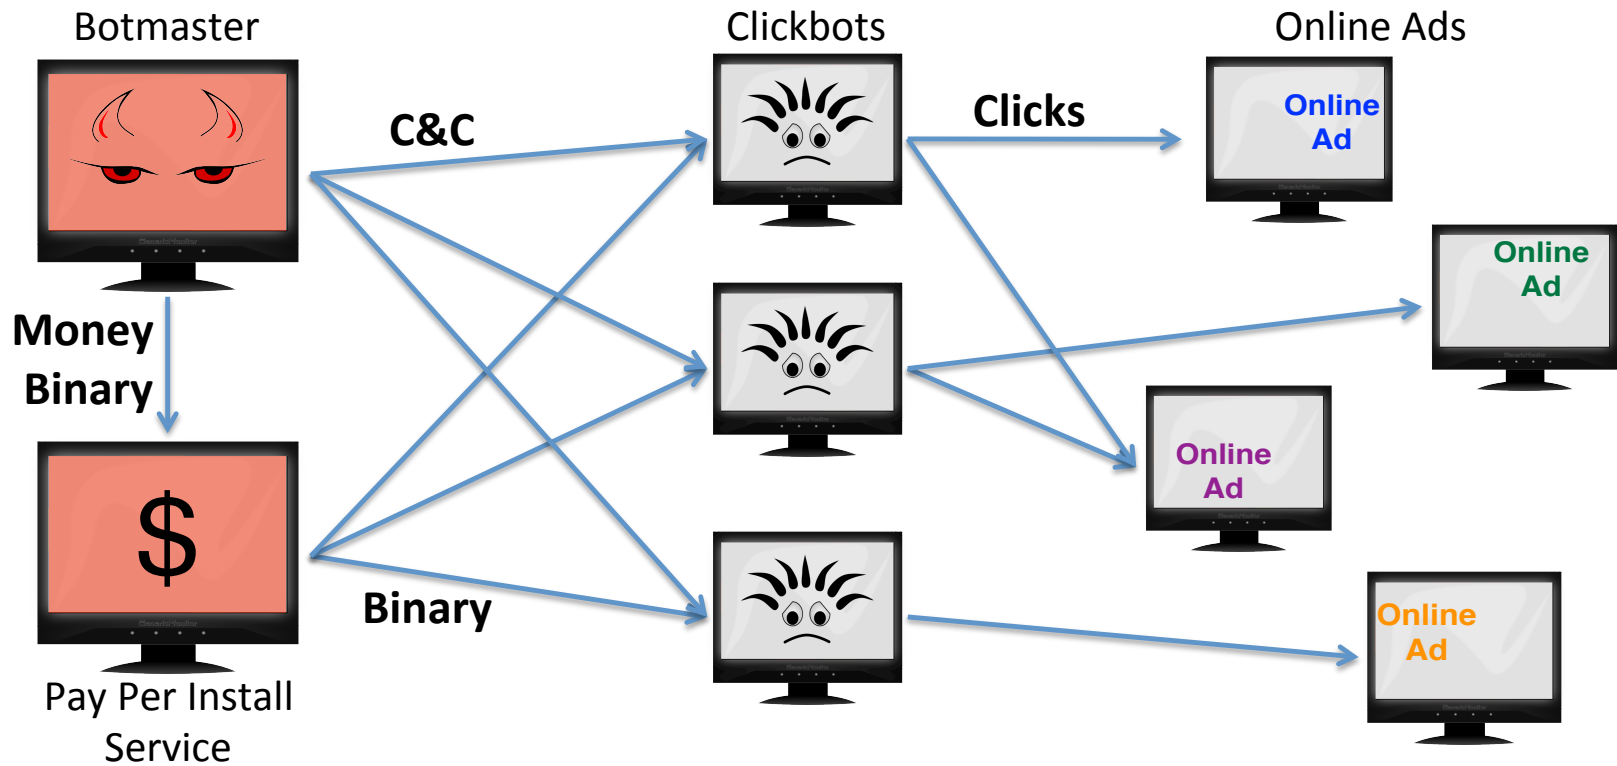 Botmaster
Clickbots
Online Ads
C&C
Clicks
Online
Ad
Online
Ad
Money
Binary
Online
Ad
$
Binary
Online
Ad
Pay Per Install
Service